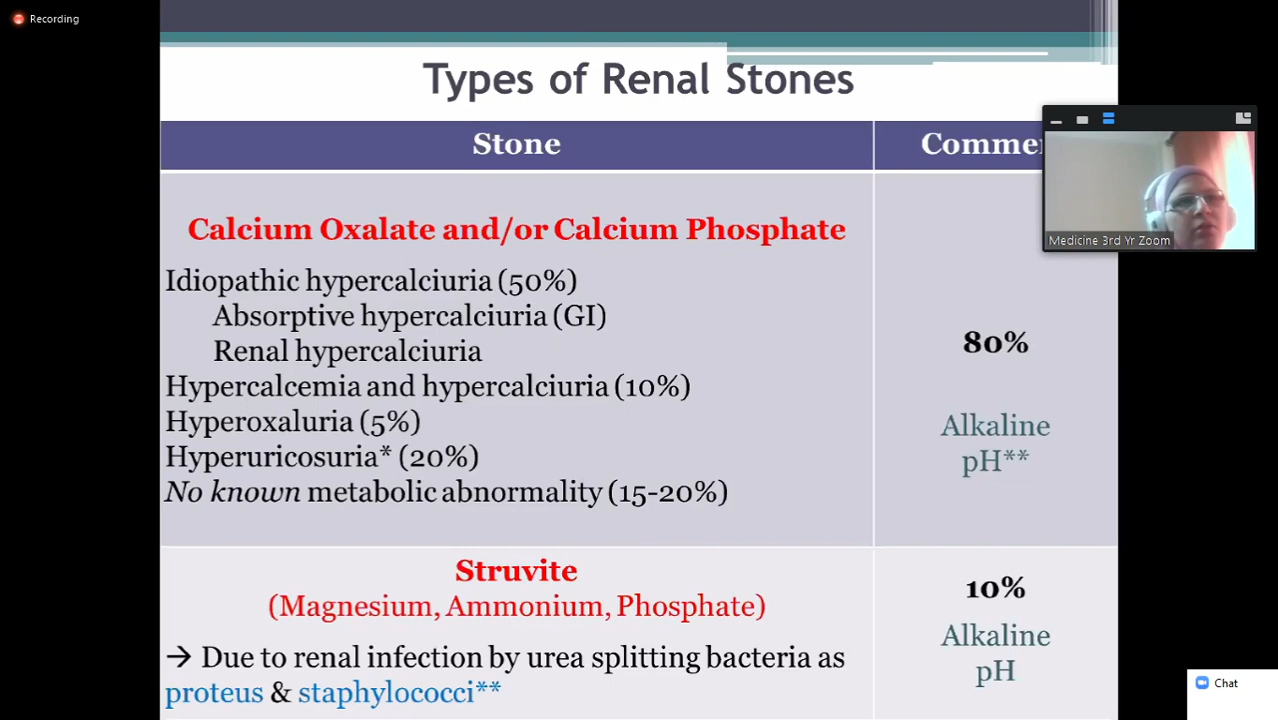 Recording
Types of Renal Stones
Stone
Calcium Oxalate and/or Calcium Phosphate
Idiopathic hypercalciuria (50%)
Absorptive hypercalciuria (GI)
Renal hypercalciuria
Hypercalcemia and hypercalciuria (10%)
Hyperoxaluria (5%)
Hyperuricosuria* (20%)
No known metabolic abnormality (15-20%)
80%
Alkaline
pH**
Struvite
(Magnesium, Ammonium, Phosphate)
→ Due to renal infection by urea splitting bacteria as
proteus & staphylococci**
10%
Alkaline
pH
Medicine 3rd Yr Zoom
Chat